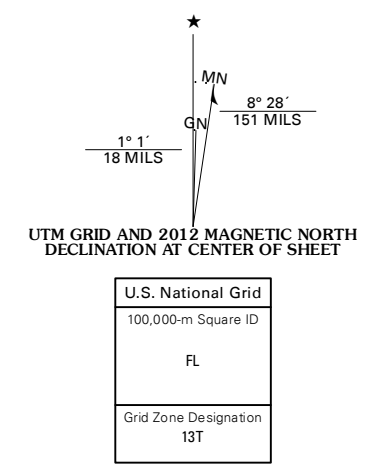 ★
MN
8° 28´
151 MILS
GN
1° 1´
18 MILS
UTM GRID AND 2012 MAGNETIC NORTH
DECLINATION AT CENTER OF SHEET
U.S. National Grid
100,000-m Square ID
FL
Grid Zone Designation
13T